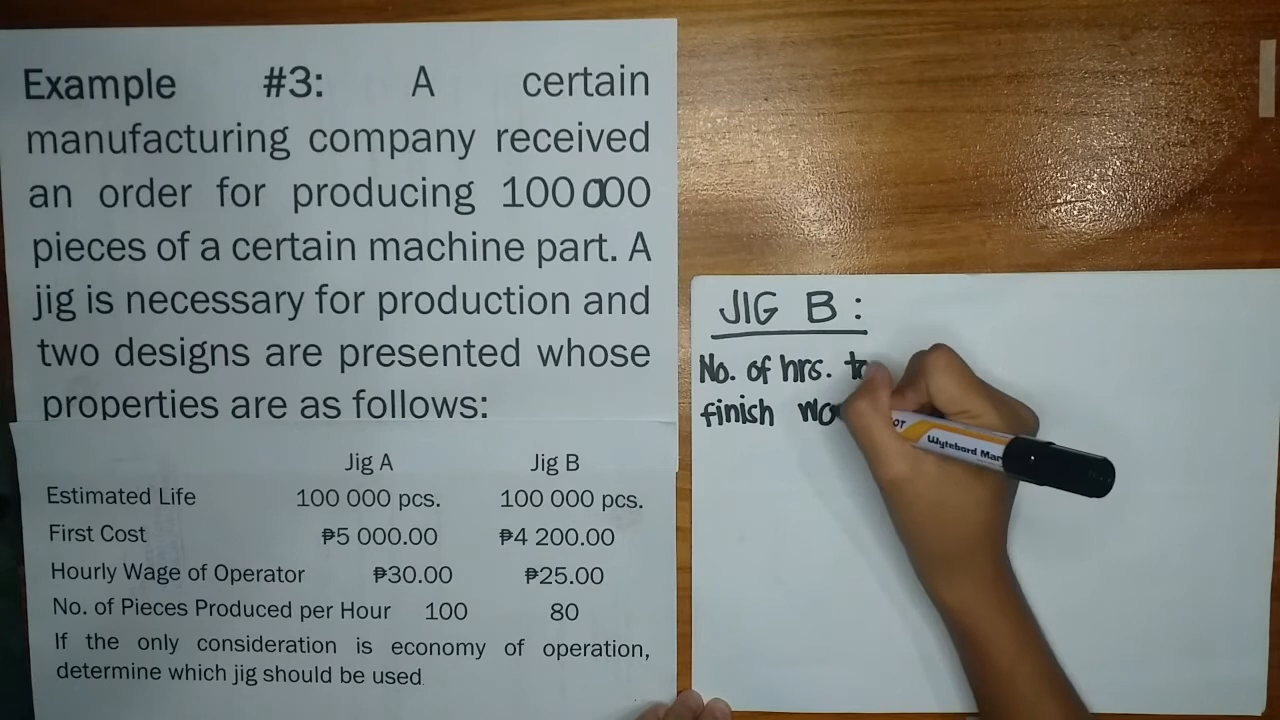 Example #3: A certain
manufacturing company received
an order for producing 100 000
pieces of a certain machine part. A
jig is necessary for production and
two designs are presented whose
properties are as follows:
Jig A Jig B
Estimated Life 100 000 pcs. 100 000 pcs.
First Cost ₱5 000.00 ₱4 200.00
Hourly Wage of Operator ₱30.00 ₱25.00
No. of Pieces Produced per Hour 100 80
If the only consideration is economy of operation,
determine which jig should be used
JIG B:
No. of hrs.
finish
Wytebord